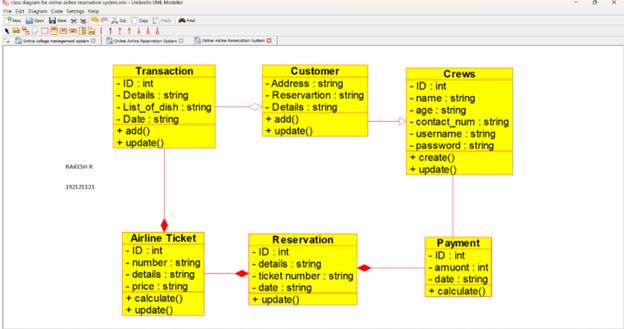 class diagram for online airline reservation system.xmi - Umbrello UML Modeller
File Edit Diagram Code Settings Help
New Open Save Cut Copy Paste Find
Online college management system Online Airline Reservation System Online Airline Reservation System
Transaction
- ID : int
- Details : string
- List_of_dish : string
- Date : string
+ add()
+ update()
Customer
- Address : string
- Reservartion : string
- Details : string
+ add()
+ update()
Crews
- ID : int
- name : string
- age : string
- contact_num : string
- username : string
- password : string
+ create()
+ update()
RAKESH R
192121121
Airline Ticket
- ID : int
- number : string
- details : string
- price : string
+ calculate()
+ update()
Reservation
- ID : int
- details : string
- ticket number : string
- date : string
+ update()
Payment
- ID : int
- amuont : int
- date : string
+ calculate()